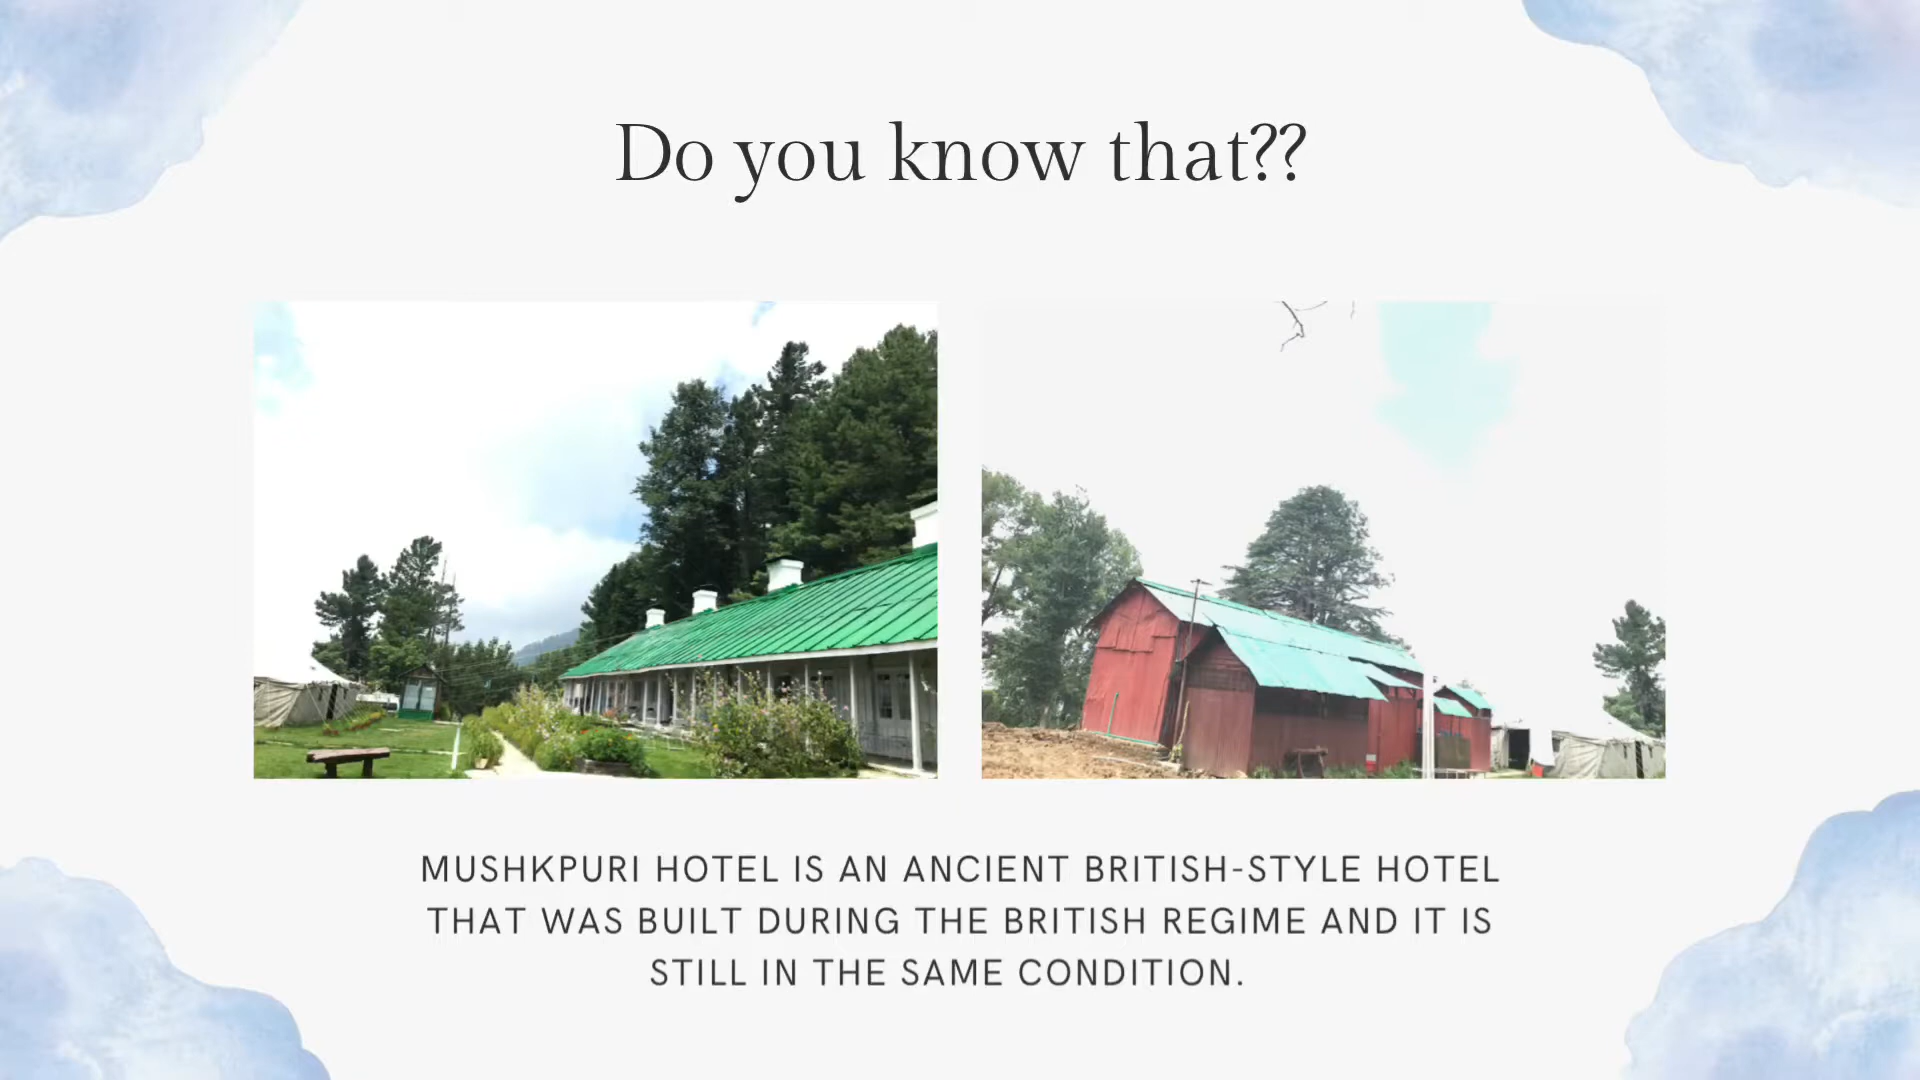 Do you know that??
MUSHKPURI HOTEL IS AN ANCIENT BRITISH-STYLE HOTEL
THAT WAS BUILT DURING THE BRITISH REGIME AND IT IS
STILL IN THE SAME CONDITION.